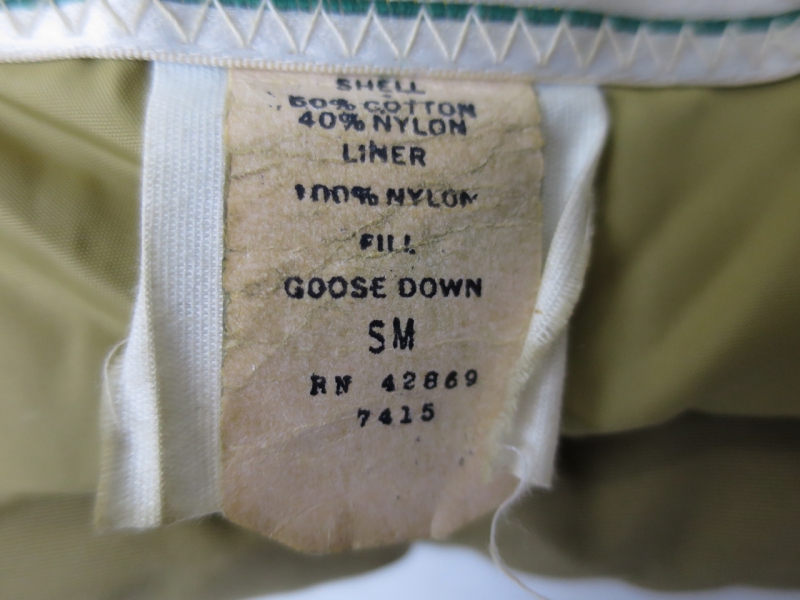 SHELL
60% COTTON
40% NYLON
LINER
100% NYLON
FILL
GOOSE DOWN
SM
RN 42869
7415